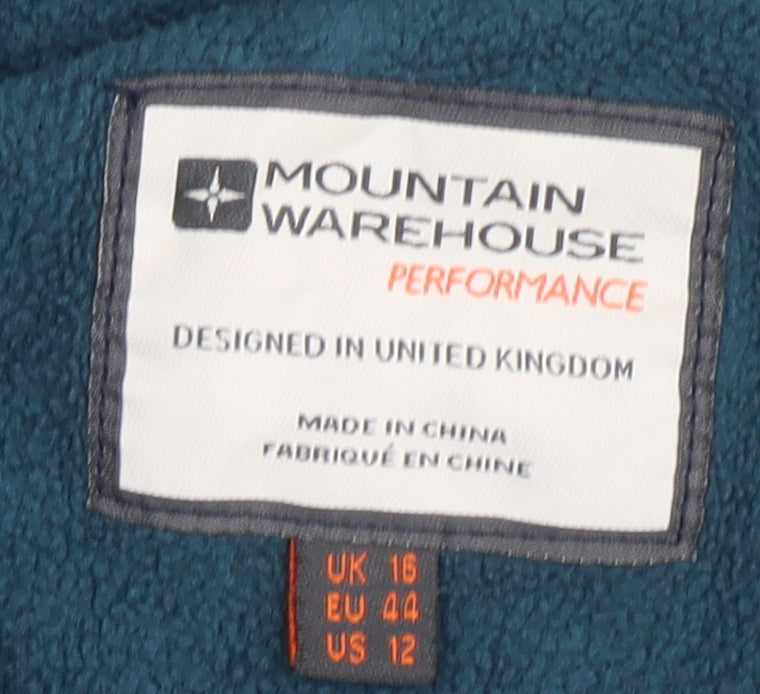 MOUNTAIN
WAREHOUSE
PERFORMANCE
DESIGNED IN UNITED KINGDOM
MADE IN CHINA
FABRIQUÉ EN CHINE
UK 16
EU 44
US 12